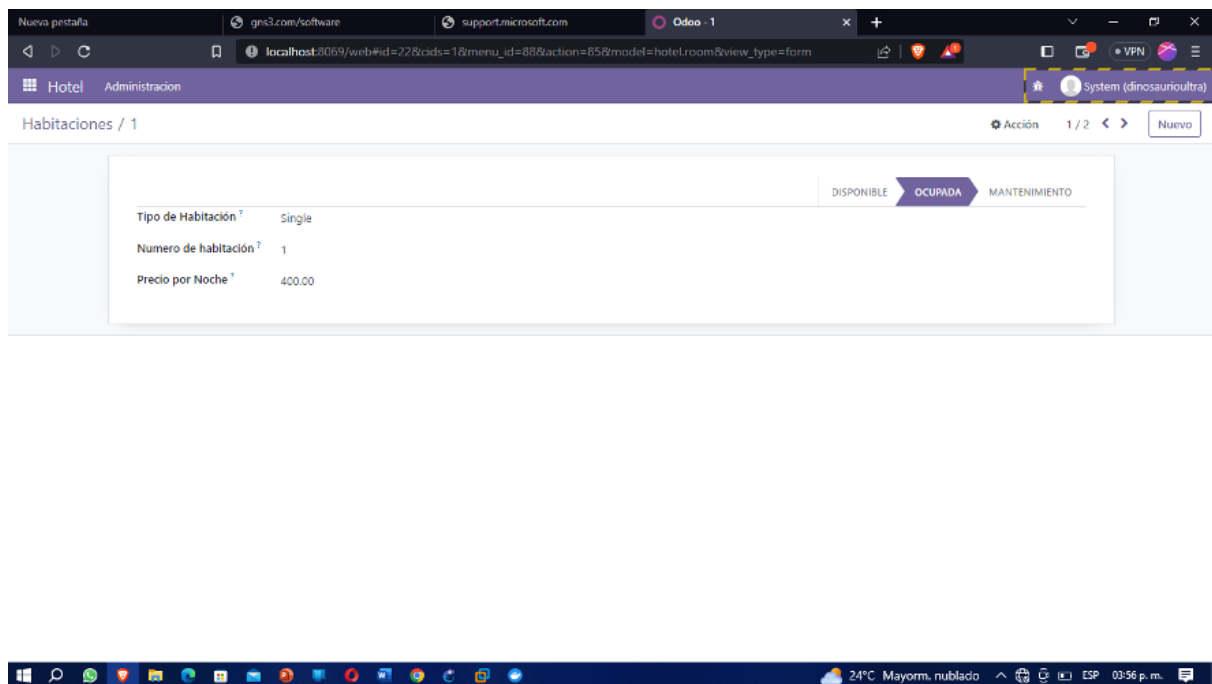 Nueva pestaña gns3.com/software support.microsoft.com Odoo - 1
localhost:8069/web#id=22&cids=1&menu_id=88&action=85&model=hotel.room&view_type=form VPN
Hotel Administracion System (dinosaurioultra)
Habitaciones / 1 Acción 1 / 2 Nuevo
DISPONIBLE OCUPADA MANTENIMIENTO
Tipo de Habitación ? Single
Numero de habitación ? 1
Precio por Noche ? 400.00
24°C Mayorm. nublado ESP 03:56 p. m.